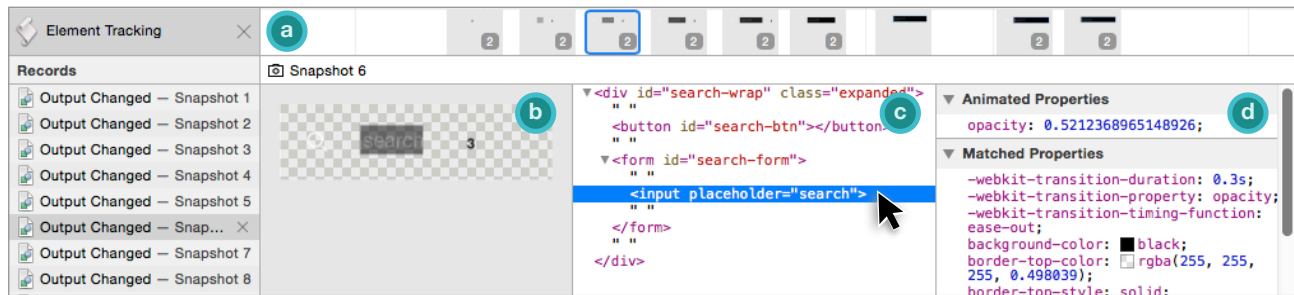 Element Tracking
a
2
2
2
2
2
2
2
2
Records
Snapshot 6
Output Changed — Snapshot 1
Output Changed — Snapshot 2
Output Changed — Snapshot 3
Output Changed — Snapshot 4
Output Changed — Snapshot 5
Output Changed — Snap...
Output Changed — Snapshot 7
Output Changed — Snapshot 8
b
search
3
c
<div id="search-wrap" class="expanded">
" "
<button id="search-btn"></button>
" "
<form id="search-form">
" "
<input placeholder="search">
" "
</form>
" "
</div>
d
Animated Properties
opacity: 0.5212368965148926;
Matched Properties
-webkit-transition-duration: 0.3s;
-webkit-transition-property: opacity;
-webkit-transition-timing-function:
ease-out;
background-color: black;
border-top-color: rgba(255, 255,
255, 0.498039);
border-top-style: solid;